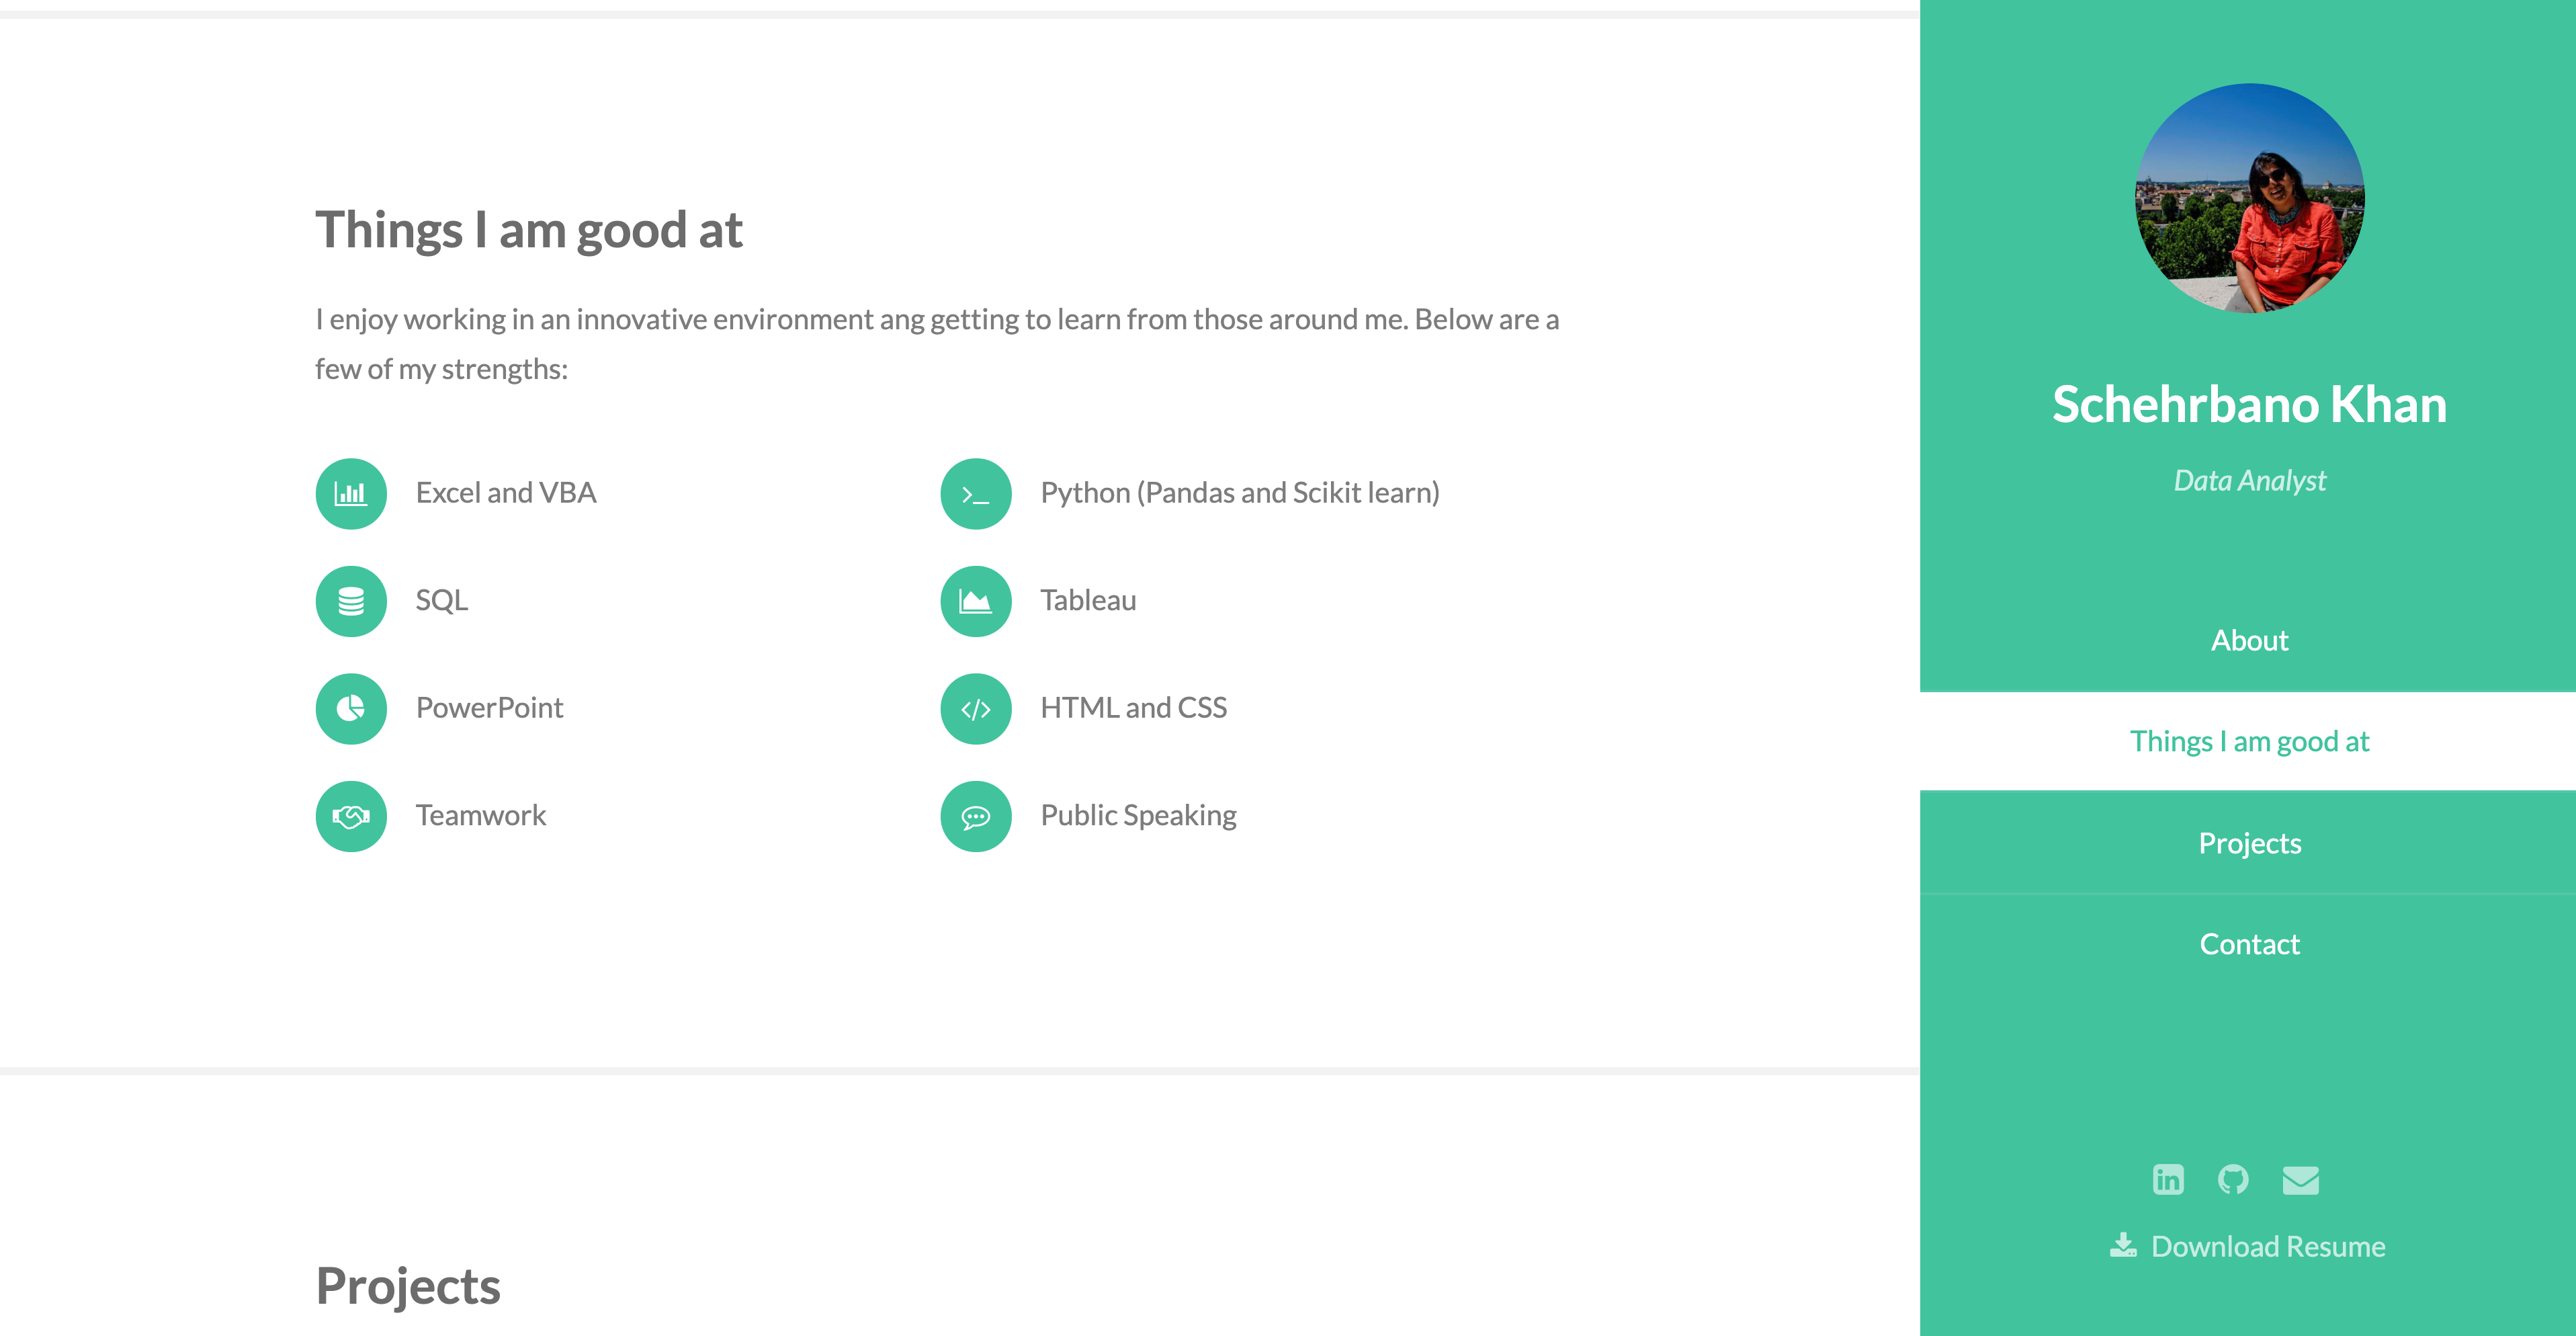 Things I am good at
I enjoy working in an innovative environment ang getting to learn from those around me. Below are a
few of my strengths:
Excel and VBA
Python (Pandas and Scikit learn)
SQL
Tableau
PowerPoint
HTML and CSS
Teamwork
Public Speaking
Projects
Schehrbano Khan
Data Analyst
About
Things I am good at
Projects
Contact
Download Resume